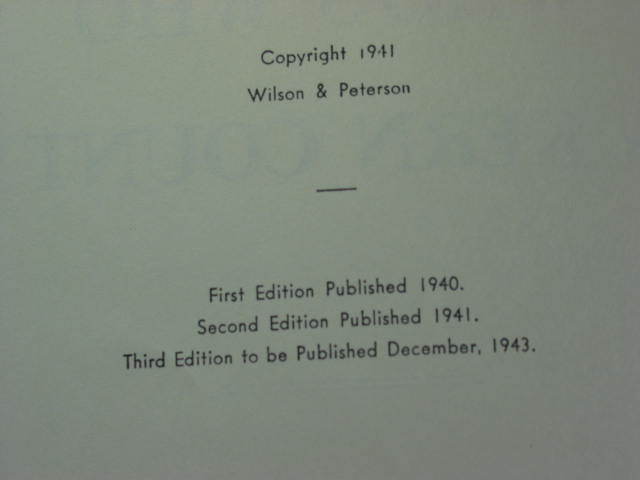 Copyright 1941
Wilson & Peterson
First Edition Published 1940.
Second Edition Published 1941.
Third Edition to be Published December, 1943.